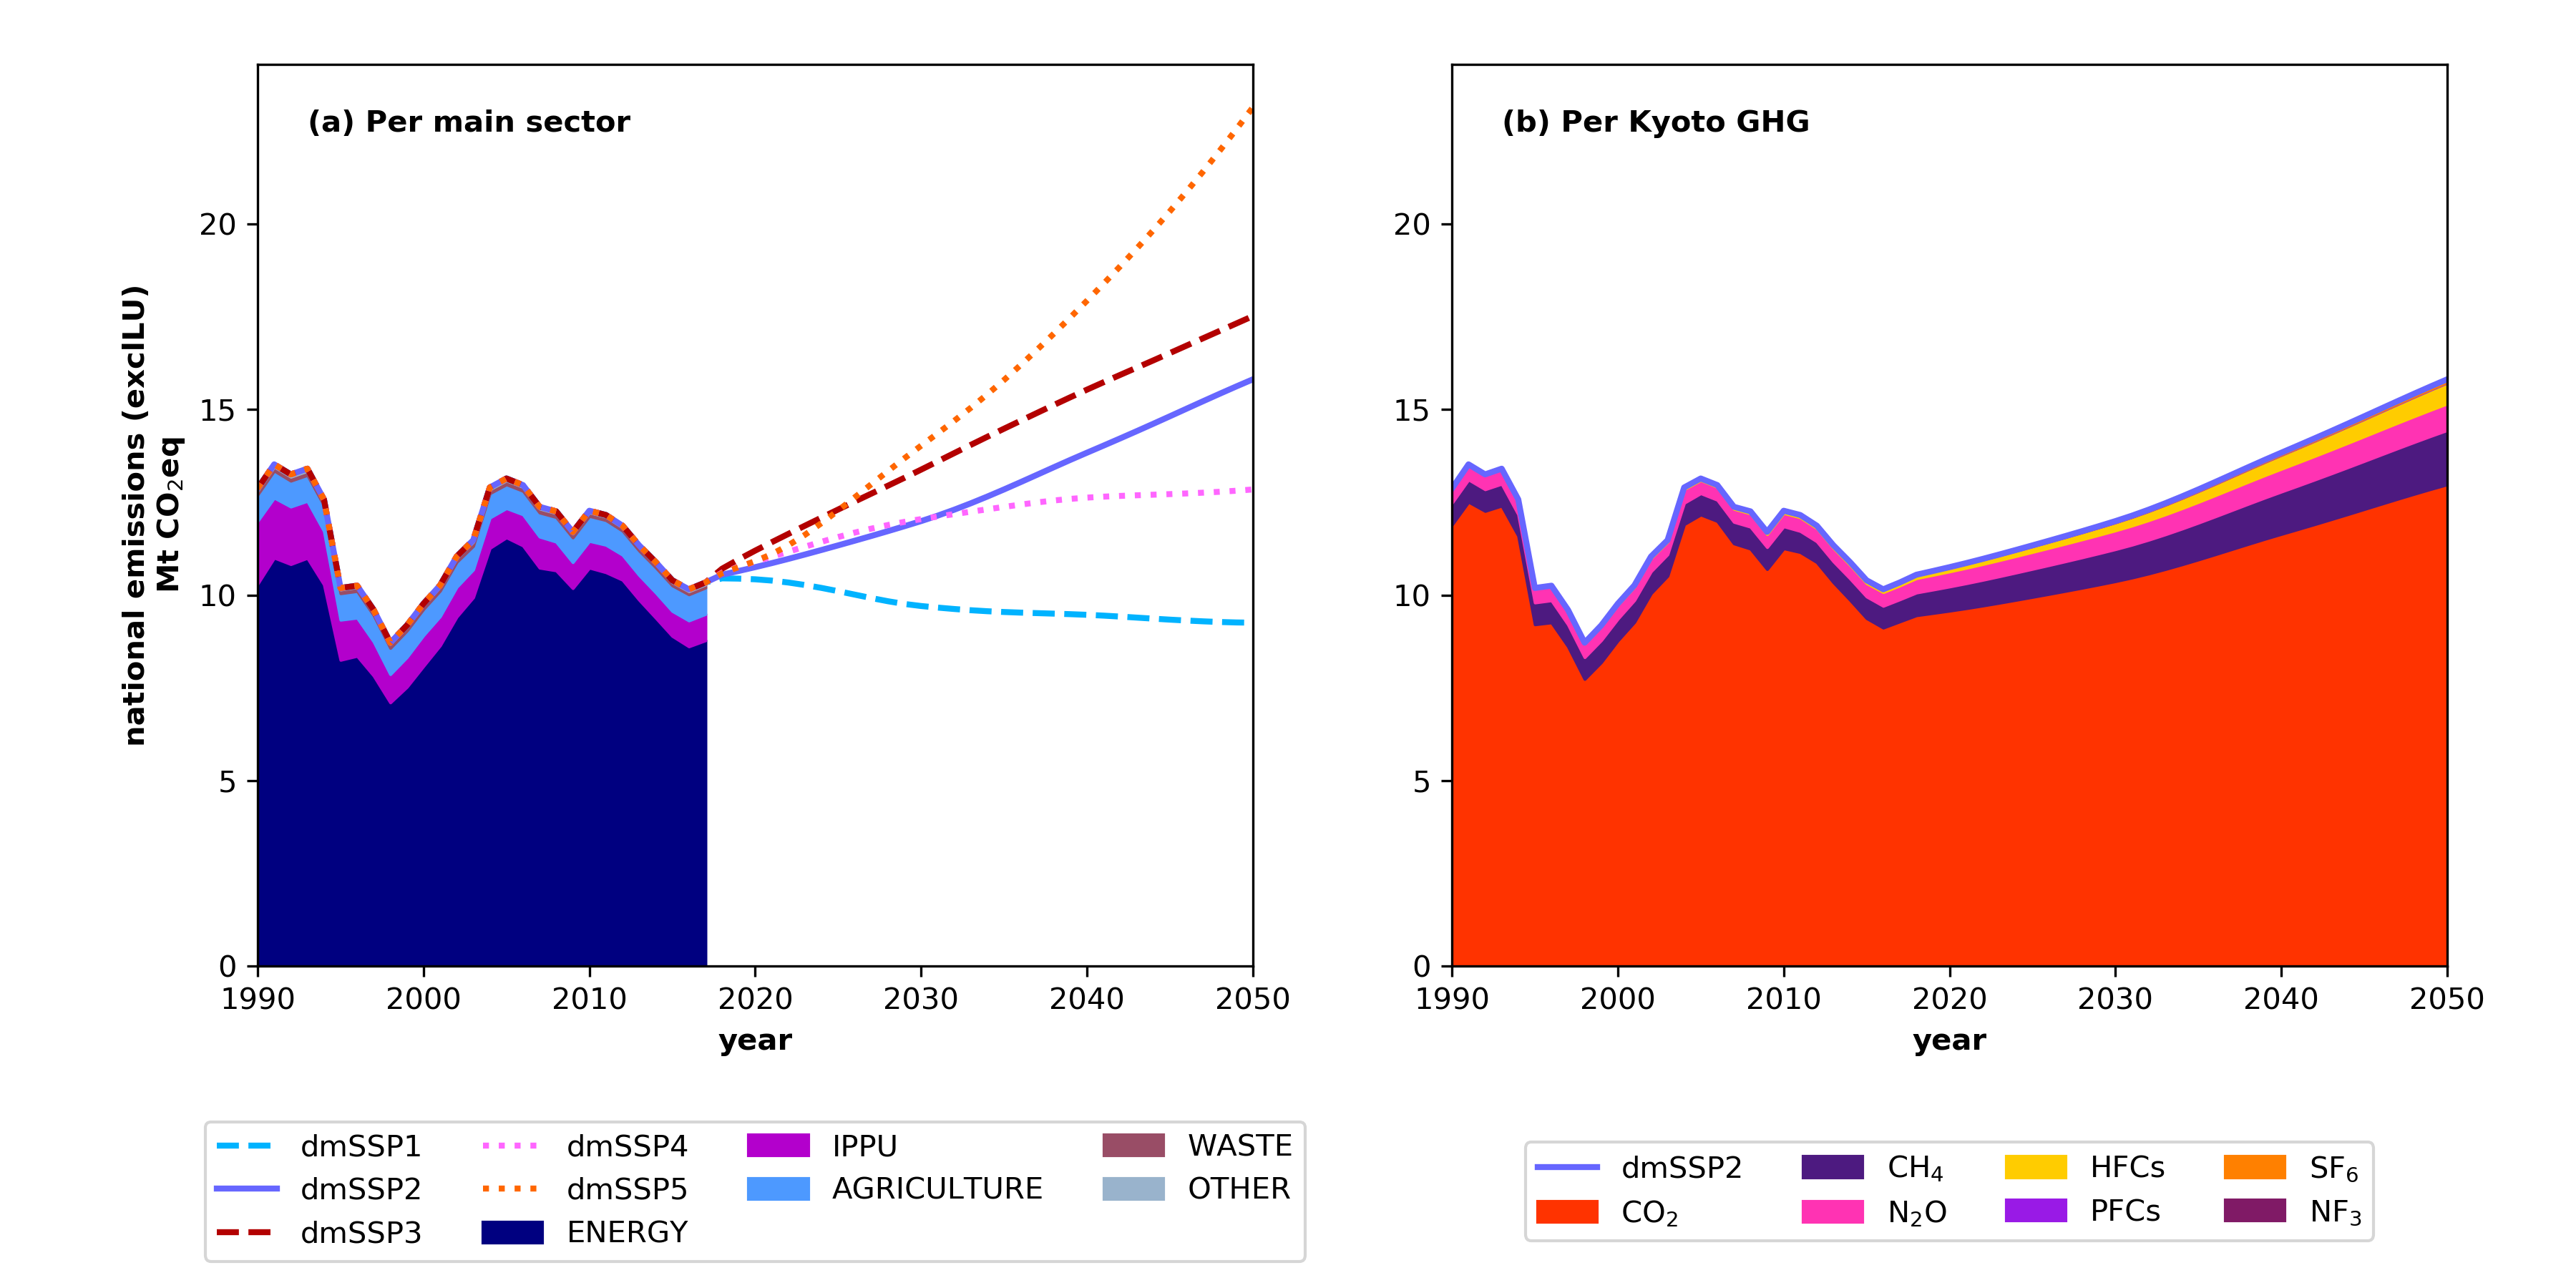 (a) Per main sector
(b) Per Kyoto GHG
national emissions (exclLU)
Mt CO₂eq
20
15
10
5
0
1990 2000 2010 2020 2030 2040 2050
year
20
15
10
5
0
1990 2000 2010 2020 2030 2040 2050
year
dmSSP1 dmSSP4 IPPU WASTE
dmSSP2 dmSSP5 AGRICULTURE OTHER
dmSSP3 ENERGY
dmSSP2 CH₄ HFCs SF₆
CO₂ N₂O PFCs NF₃